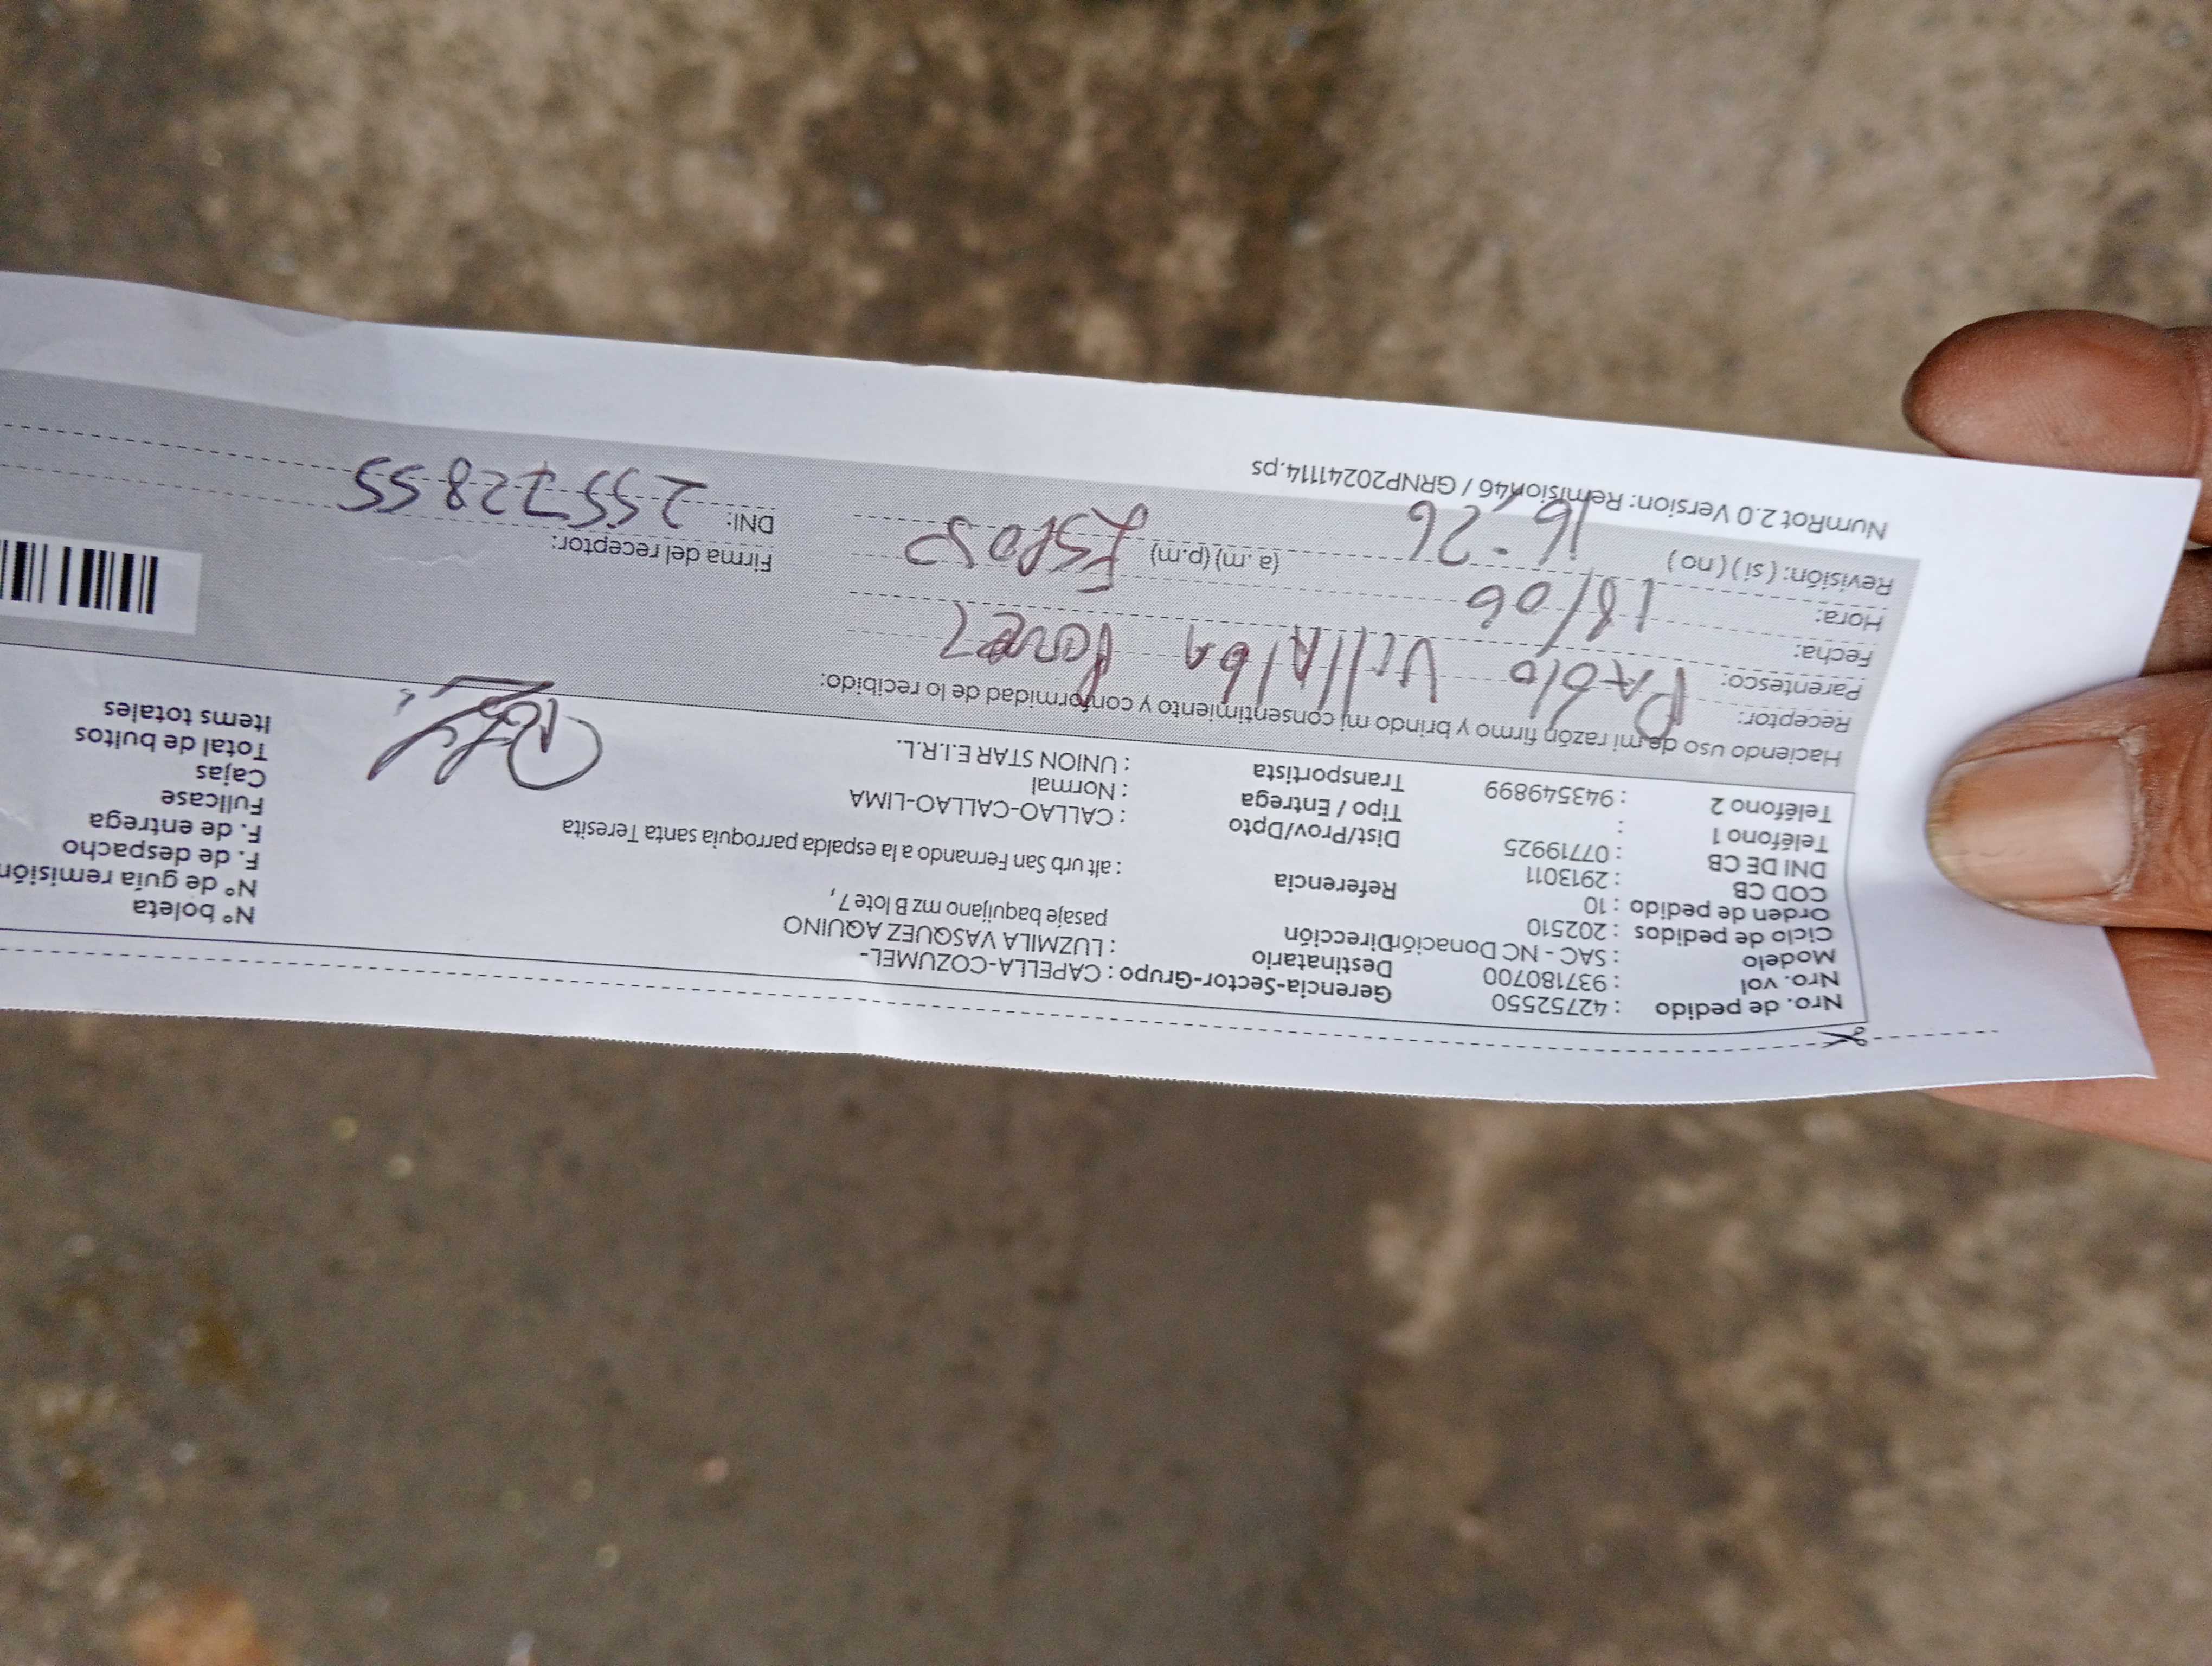 Nro. de pedido : 42752550 Gerencia-Sector-Grupo : CAPELLA-COZUMEL-
Nro. vol : 937180700 Destinatario : LUZMILA VASQUEZ AQUINO Nº boleta
Modelo : SAC - NC Donación Dirección pasaje baquijano mz B lote 7, Nº de guía remisión
Ciclo de pedidos : 202510 F. de despacho
Orden de pedido : 10 Referencia : alt urb San Fernando a la espalda parroquia santa Teresita F. de entrega
COD CB : 2913011 Fullcase
DNI DE CB : 07719925 Dist/Prov/Dpto : CALLAO-CALLAO-LIMA Cajas
Teléfono 1 : Tipo / Entrega : Normal Total de bultos
Teléfono 2 : 943549899 Transportista : UNION STAR E.I.R.L. Items totales
Haciendo uso de mi razón firmo y brindo mi consentimiento y conformidad de lo recibido:
Receptor: PAblo VillAlba
Parentesco: Esposo
Fecha: 18/06 Firma del receptor:
Hora: 16:26 (a.m) (p.m) DNI: 25572855
Revisión: ( sí ) ( no )
NumRot 2.0 Version: Remision46 / GRNP20241114.ps